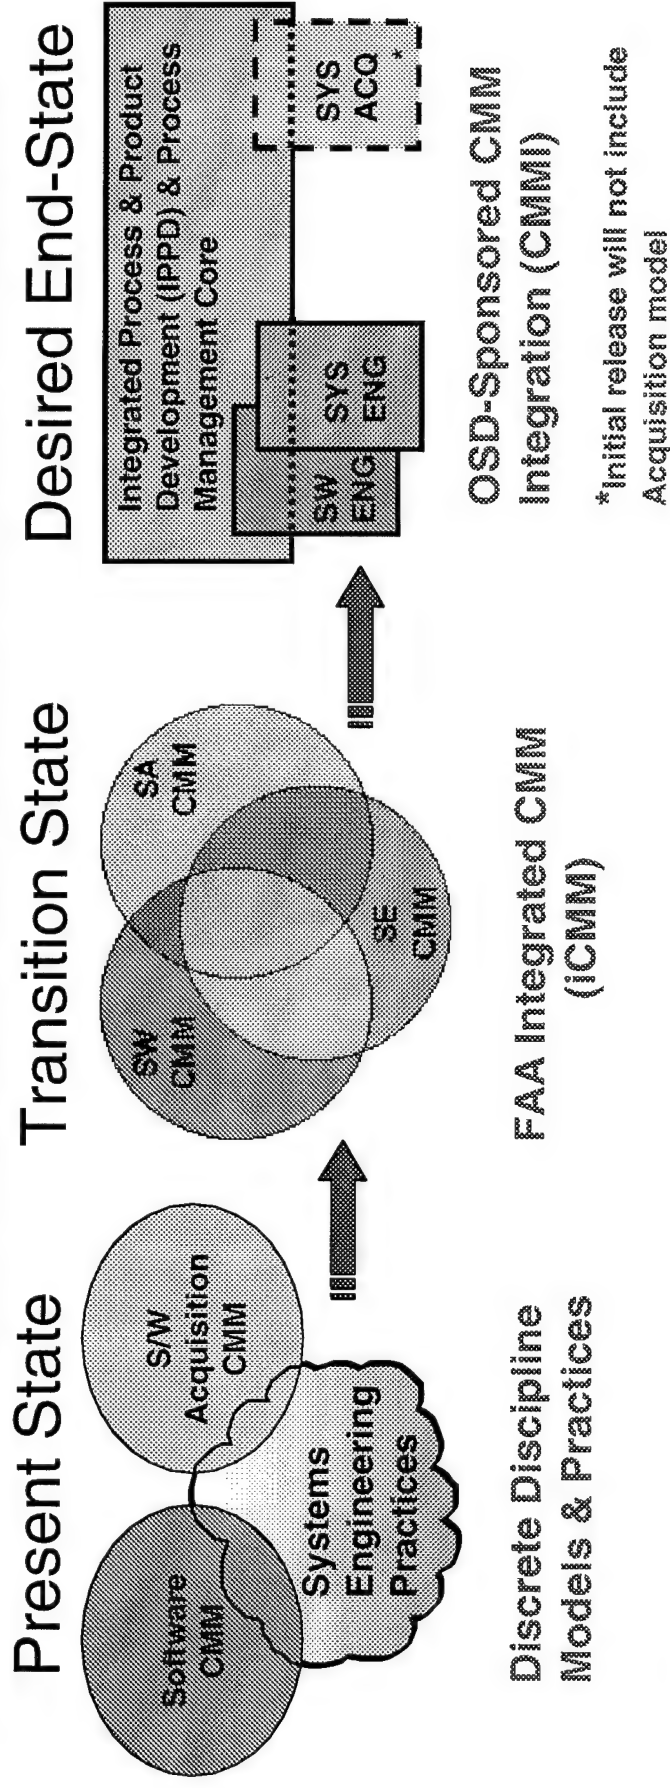 Present State
Software
CMM
S/W
Acquisition
CMM
Systems
Engineering
Practices
Discrete Discipline
Models & Practices
Transition State
SW
CMM
SA
CMM
SE
CMM
FAA Integrated CMM
(iCMM)
Desired End-State
Integrated Process & Product
Development (IPPD) & Process
Management Core
SW
ENG
SYS
ENG
SYS
ACQ
*
OSD-Sponsored CMM
Integration (CMMI)
*Initial release will not include
Acquisition model